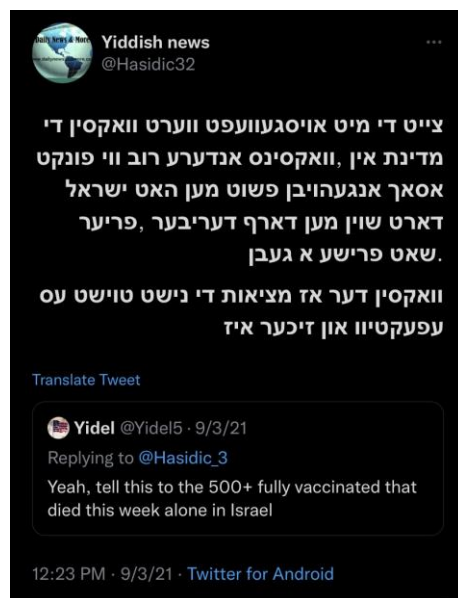 Daily News & More
Yiddish news
@Hasidic32
צייט די מיט אויסגעוועפט ווערט וואקסין די
מדינת אין ,וואקסינס אנדערע רוב ווי פונקט
אסאך אנגעהויבן פשוט מען האט ישראל
דארט שוין מען דארף דעריבער ,פריער
.שאט פרישע א געבן
וואקסין דער אז מציאות די נישט טוישט עס
עפעקטיוו און זיכער איז
Translate Tweet
Yidel @Yidel5 · 9/3/21
Replying to @Hasidic_3
Yeah, tell this to the 500+ fully vaccinated that
died this week alone in Israel
12:23 PM · 9/3/21 · Twitter for Android